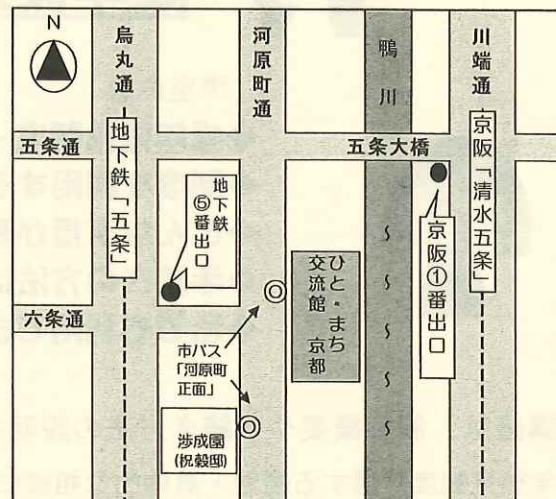 N
烏丸通
河原町通
鴨川
川端通
五条通
五条大橋
地下鉄「五条」
地下鉄
⑤番出口
京阪「清水五条」
京阪①番出口
ひと・まち
交流館 京都
六条通
市バス
「河原町
正面」
渉成園
(枳殻邸)